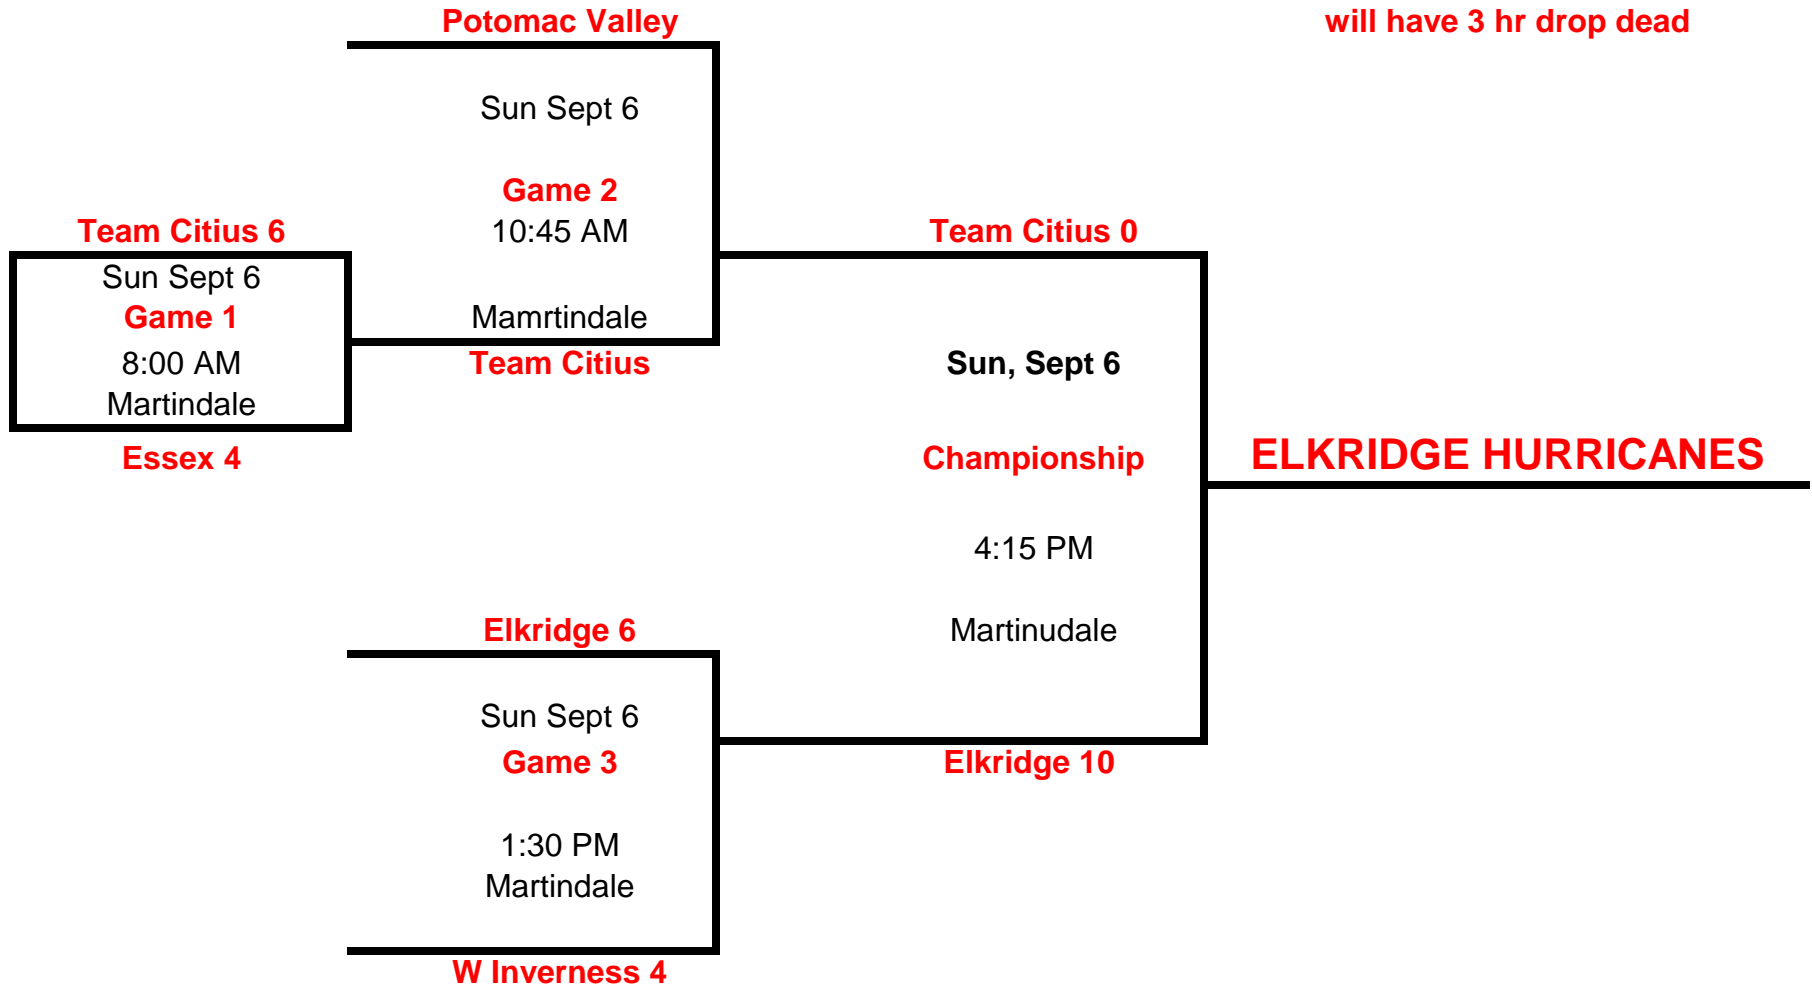 Potomac Valley
will have 3 hr drop dead
Sun Sept 6
Game 2
Team Citius 6
10:45 AM
Team Citius 0
Sun Sept 6
Game 1
Mamrtindale
8:00 AM
Team Citius
Sun, Sept 6
Martindale
Essex 4
Championship
ELKRIDGE HURRICANES
4:15 PM
Elkridge 6
Martinudale
Sun Sept 6
Game 3
Elkridge 10
1:30 PM
Martindale
W Inverness 4